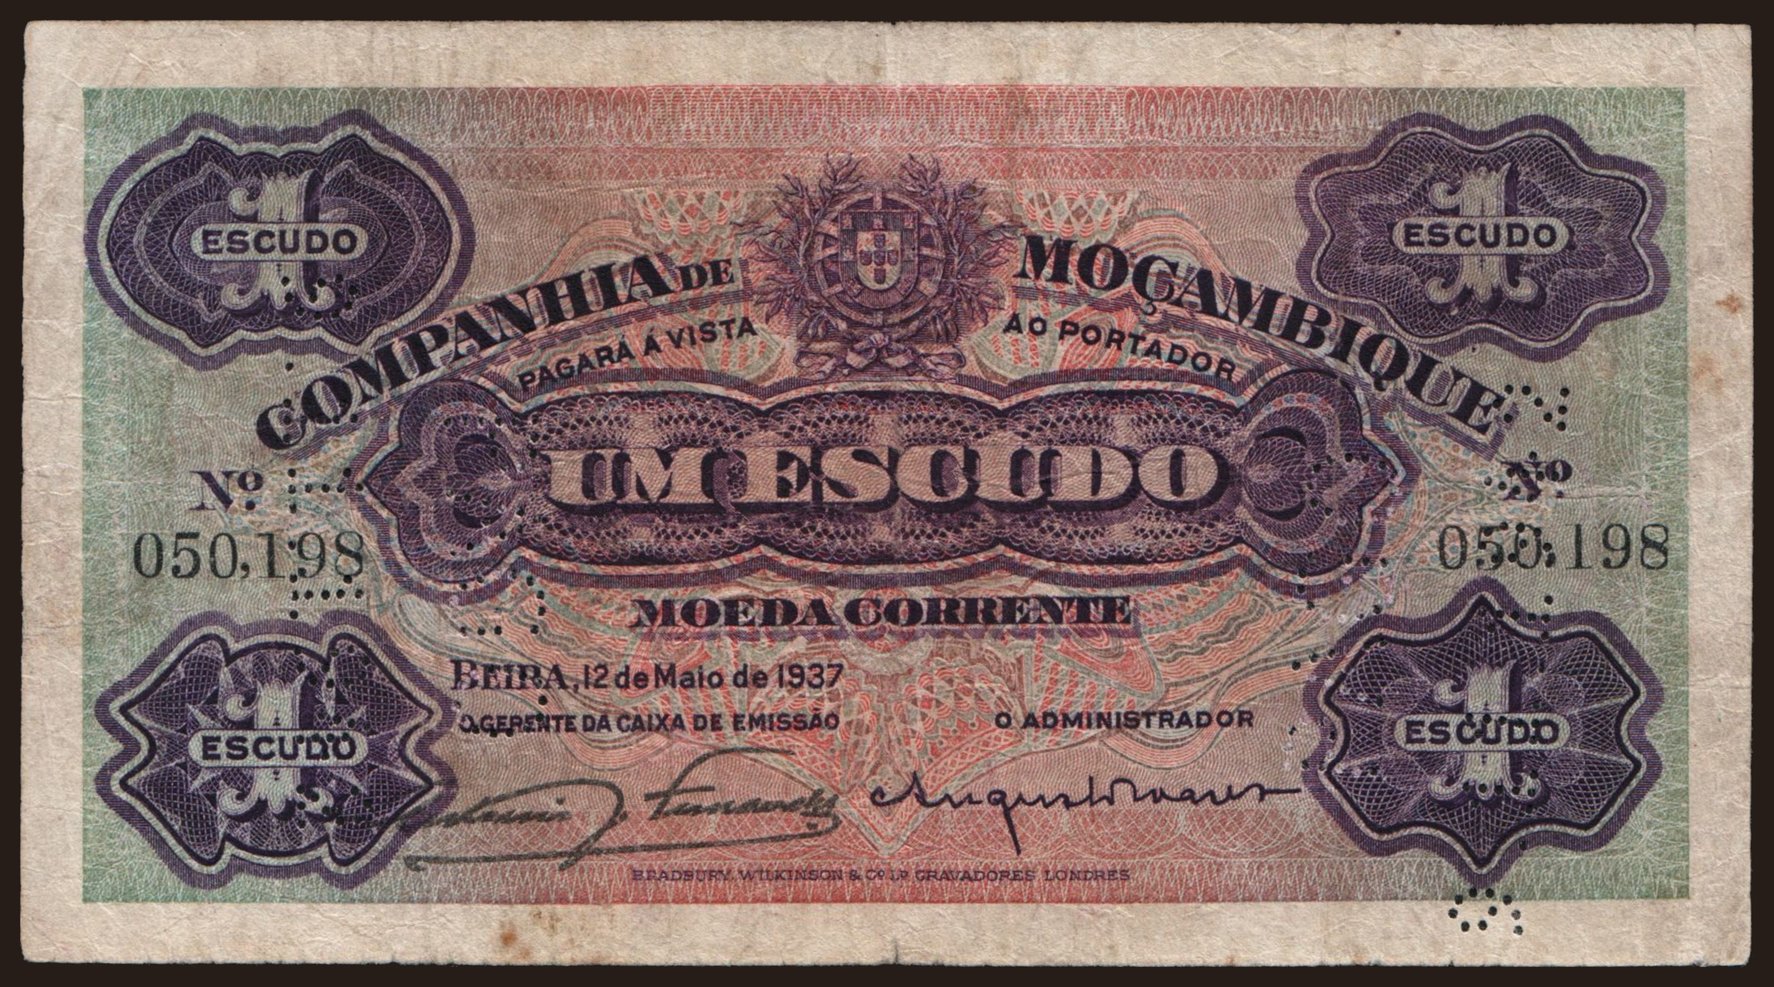 1 ESCUDO
1 ESCUDO
COMPANHIA DE MOÇAMBIQUE
PAGARÁ Á VISTA AO PORTADOR
UM ESCUDO
Nº 050,198
Nº 050,198
MOEDA CORRENTE
BEIRA, 12 de Maio de 1937
O GERENTE DA CAIXA DE EMISSÃO
O ADMINISTRADOR
1 ESCUDO
1 ESCUDO
BRADBURY, WILKINSON & Cº Lº GRAVADORES LONDRES